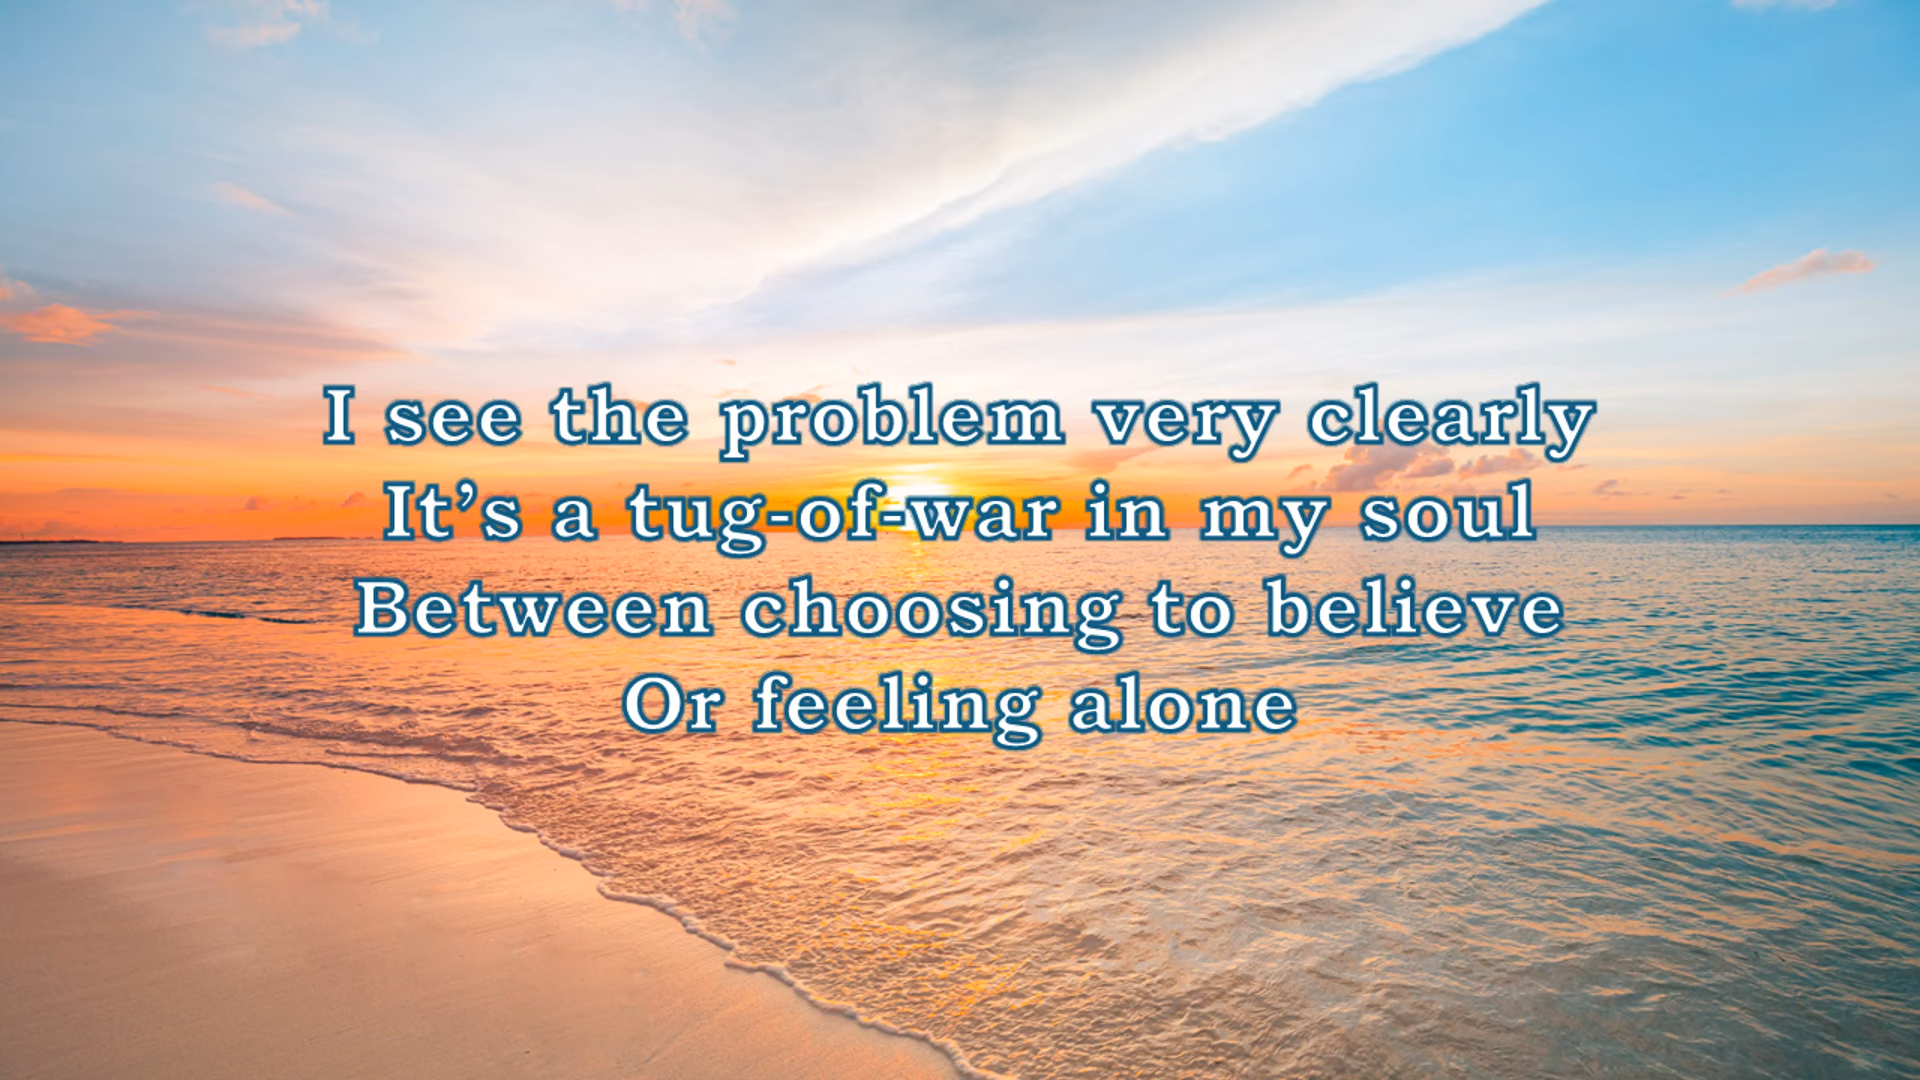 I see the problem very clearly
It’s a tug-of-war in my soul
Between choosing to believe
Or feeling alone